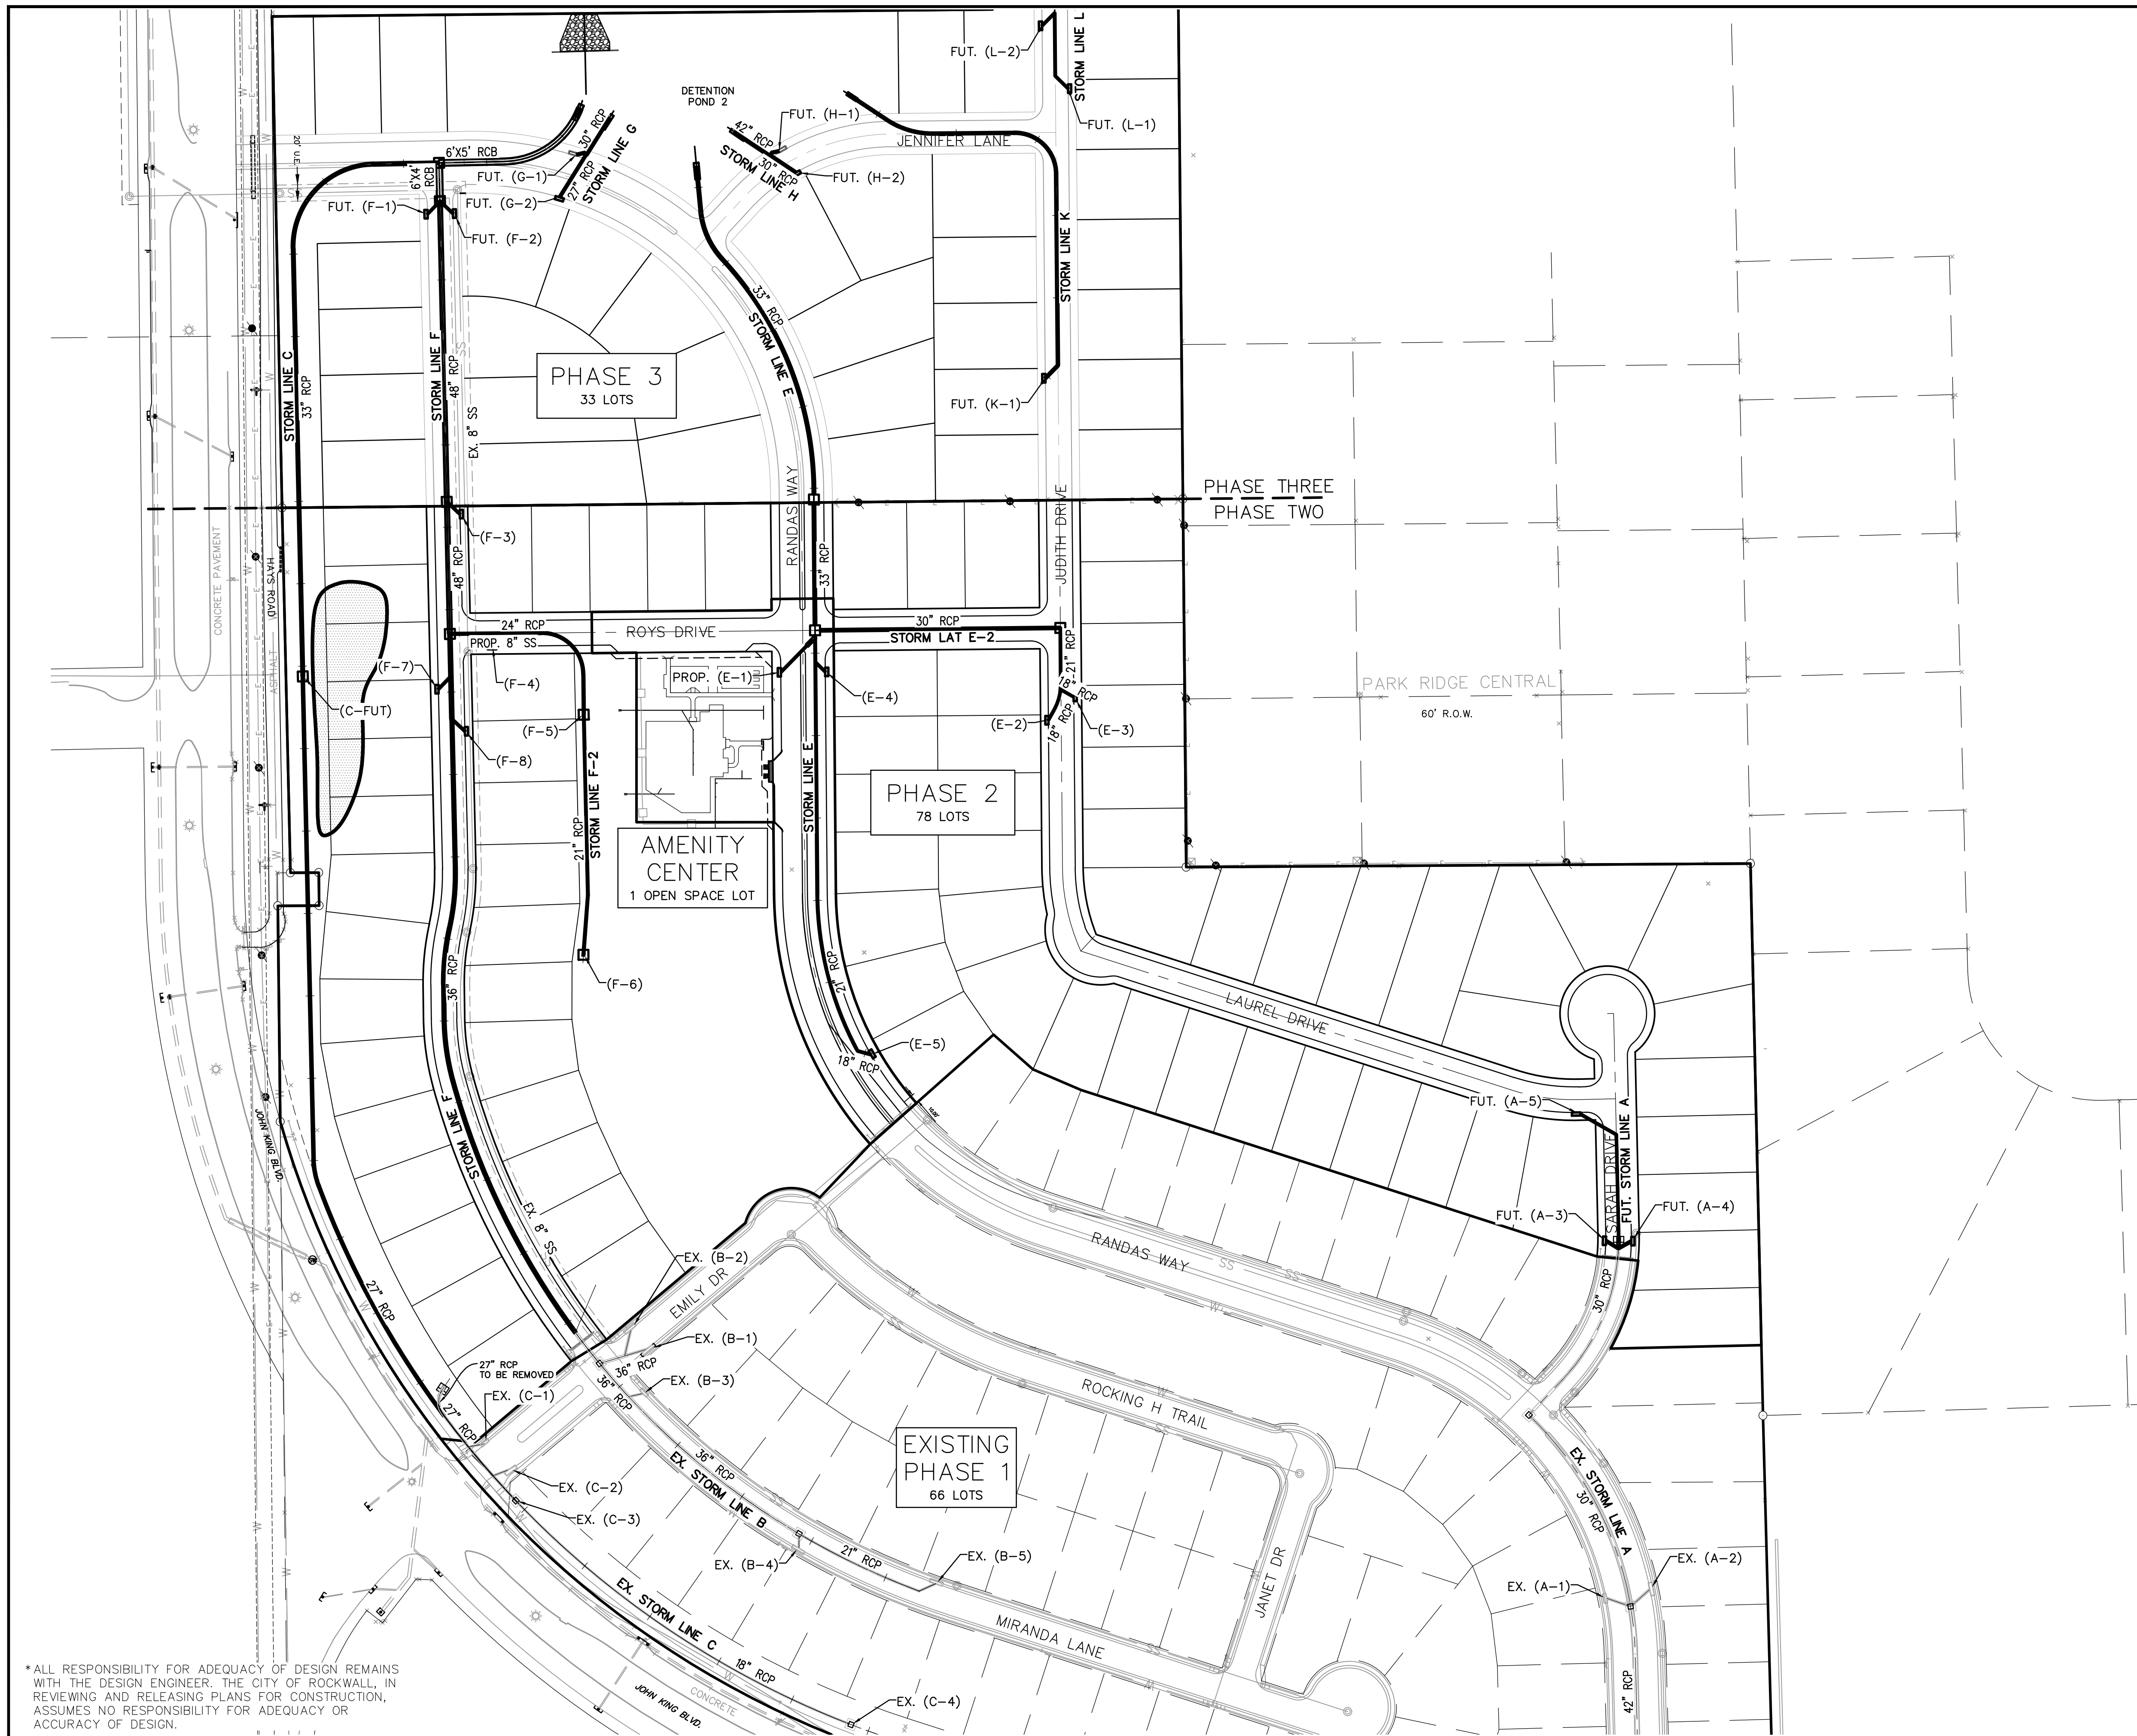 STORM LINE L
FUT. (L-2)
FUT. (L-1)
DETENTION
POND 2
FUT. (H-1)
42" RCP
30" RCP
STORM LINE H
FUT. (H-2)
JENNIFER LANE
30" RCP
STORM LINE G
27" RCP
FUT. (G-1)
FUT. (G-2)
6'X5' RCB
6'X4'
RCB
20' U.E.
FUT. (F-1)
FUT. (F-2)
STORM LINE K
33" RCP
STORM LINE E
STORM LINE C
33" RCP
STORM LINE F
48" RCP
SS
EX. 8" SS
PHASE 3
33 LOTS
FUT. (K-1)
RANDAS WAY
JUDITH DRIVE
PHASE THREE
PHASE TWO
CONCRETE PAVEMENT
HAYS ROAD
ASPHALT
(F-3)
48" RCP
33" RCP
24" RCP
ROYS DRIVE
30" RCP
STORM LAT E-2
PROP. 8" SS
(F-7)
(F-4)
PROP. (E-1)
(E-4)
21" RCP
18" RCP
18" RCP
(E-2)
(E-3)
PARK RIDGE CENTRAL
60' R.O.W.
(C-FUT)
(F-5)
(F-8)
21" RCP
STORM LINE F-2
STORM LINE E
PHASE 2
78 LOTS
AMENITY
CENTER
1 OPEN SPACE LOT
36" RCP
(F-6)
21" RCP
18" RCP
(E-5)
LAUREL DRIVE
FUT. (A-5)
SARAH DRIVE
FUT. STORM LINE A
FUT. (A-3)
FUT. (A-4)
JOHN KING BLVD.
STORM LINE F
EX. 8" SS
EX. (B-2)
EMILY DR
RANDAS WAY
SS
SS
W
30" RCP
27" RCP
EX. (B-1)
36" RCP
27" RCP
TO BE REMOVED
EX. (C-1)
27" RCP
36" RCP
EX. (B-3)
ROCKING H TRAIL
EXISTING
PHASE 1
66 LOTS
36" RCP
EX. STORM LINE B
EX. (C-2)
EX. (C-3)
EX. STORM LINE A
30" RCP
EX. (B-4)
21" RCP
EX. (B-5)
EX. (A-2)
EX. (A-1)
JANET DR
EX. STORM LINE C
MIRANDA LANE
18" RCP
EX. (C-4)
42" RCP
JOHN KING BLVD.
CONCRETE
* ALL RESPONSIBILITY FOR ADEQUACY OF DESIGN REMAINS
WITH THE DESIGN ENGINEER. THE CITY OF ROCKWALL, IN
REVIEWING AND RELEASING PLANS FOR CONSTRUCTION,
ASSUMES NO RESPONSIBILITY FOR ADEQUACY OR
ACCURACY OF DESIGN.